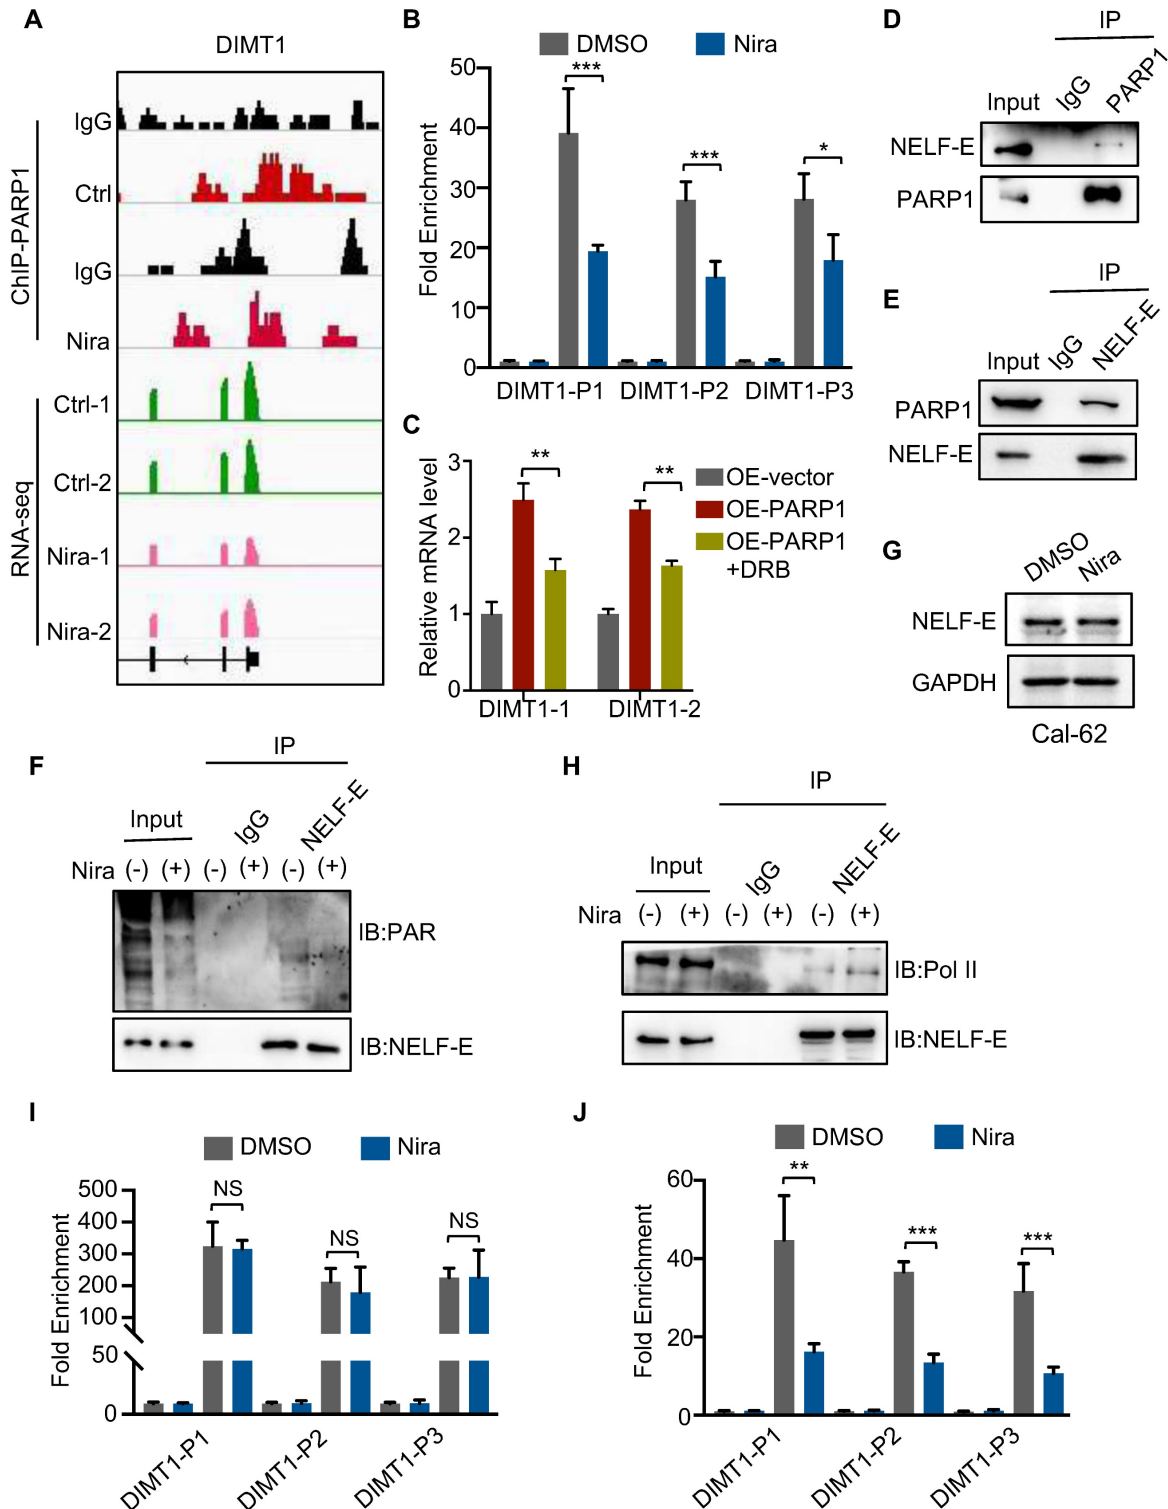 A
DIMT1
ChIP-PARP1
IgG
Ctrl
IgG
Nira
RNA-seq
Ctrl-1
Ctrl-2
Nira-1
Nira-2
B
DMSO Nira
Fold Enrichment
50
40
30
20
10
0
*** *** *
DIMT1-P1 DIMT1-P2 DIMT1-P3
C
Relative mRNA level
3
2
1
0
** **
OE-vector
OE-PARP1
OE-PARP1
+DRB
DIMT1-1 DIMT1-2
D
IP
Input IgG PARP1
NELF-E
PARP1
E
IP
Input IgG NELF-E
PARP1
NELF-E
G
DMSO Nira
NELF-E
GAPDH
Cal-62
F
IP
Input IgG NELF-E
Nira (-) (+) (-) (+) (-) (+)
IB:PAR
IB:NELF-E
H
IP
Input IgG NELF-E
Nira (-) (+) (-) (+) (-) (+)
IB:Pol II
IB:NELF-E
I
DMSO Nira
Fold Enrichment
500
400
300
200
100
50
0
NS NS NS
DIMT1-P1 DIMT1-P2 DIMT1-P3
J
DMSO Nira
Fold Enrichment
60
40
20
0
** *** ***
DIMT1-P1 DIMT1-P2 DIMT1-P3